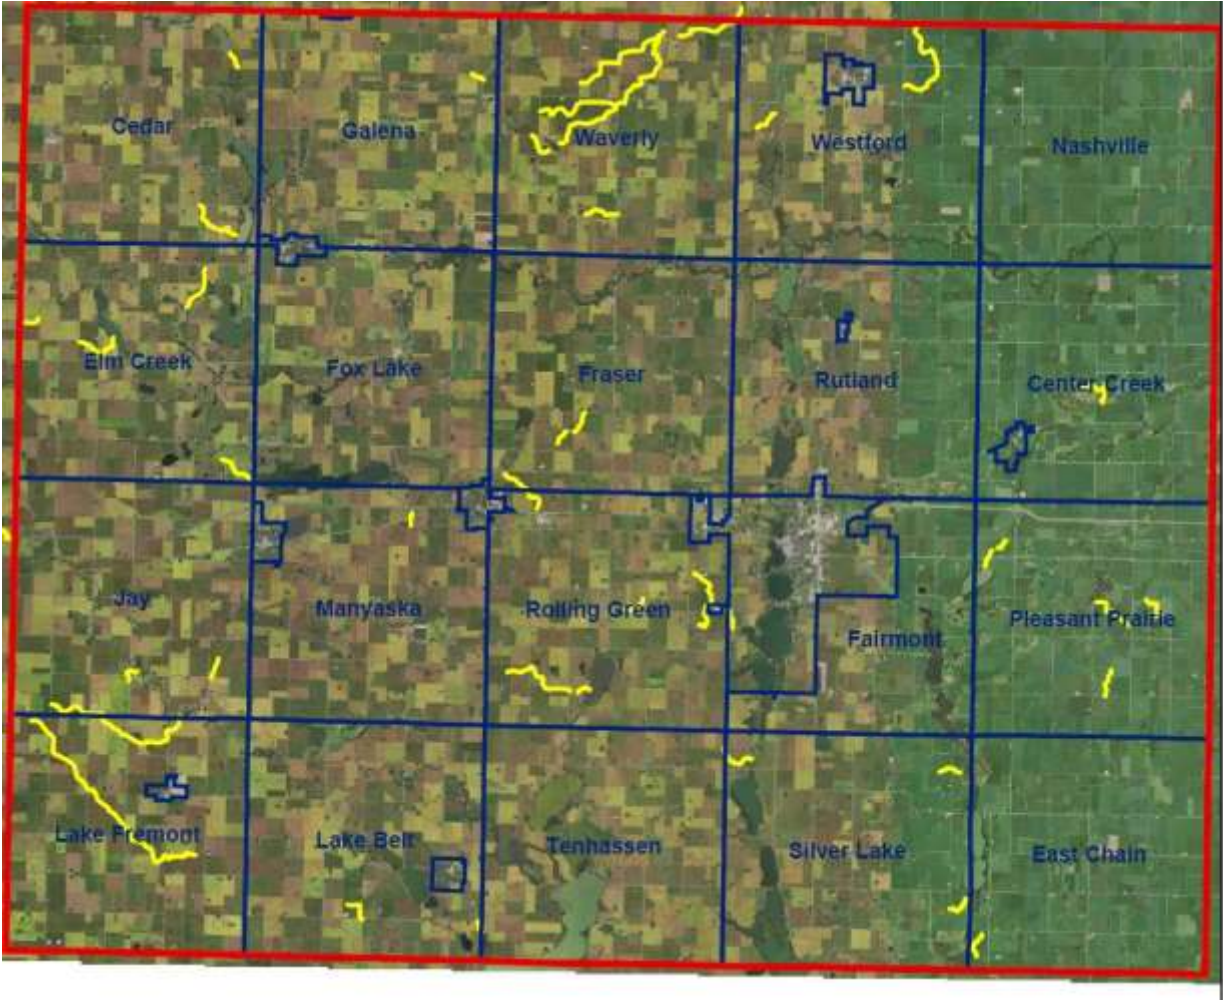 Cedar
Galena
Waverly
Westford
Nashville
Elm Creek
Fox Lake
Fraser
Rutland
Center Creek
Jay
Manyaska
Rolling Green
Fairmont
Pleasant Prairie
Lake Fremont
Lake Belt
Tenhassen
Silver Lake
East Chain